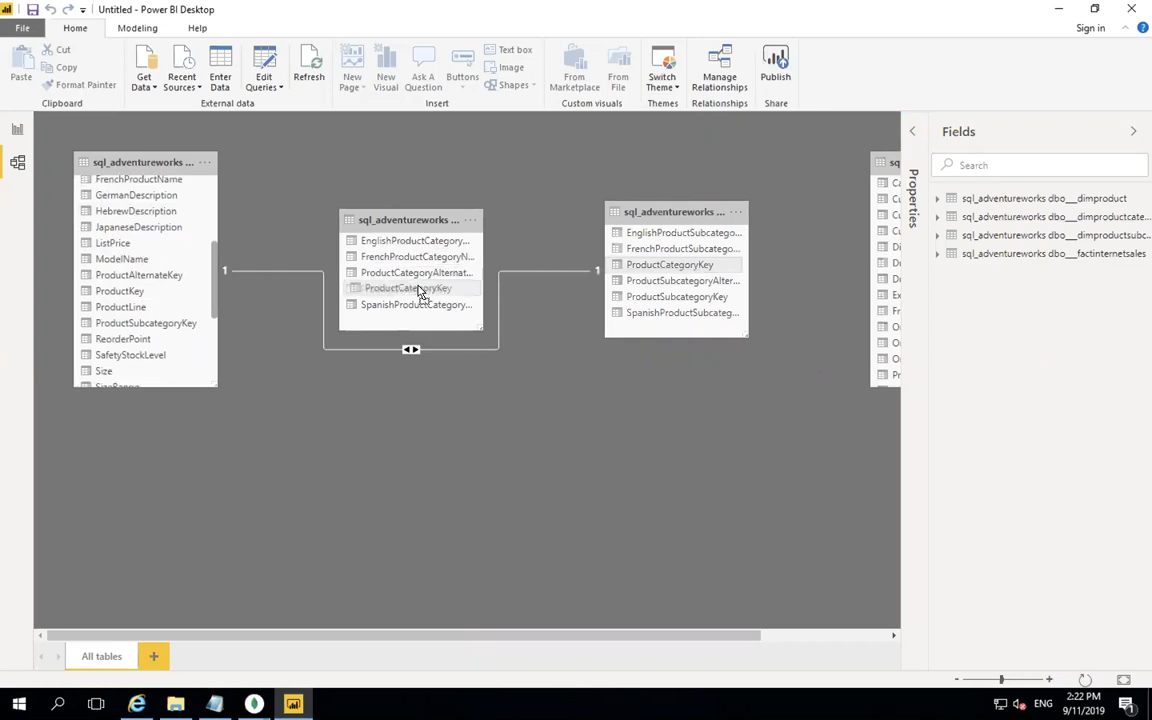 Untitled - Power BI Desktop
File
Home
Modeling
Help
Sign in
Paste
Cut
Copy
Format Painter
Clipboard
Get Data
Recent Sources
Enter Data
Edit Queries
Refresh
External data
New Page
New Visual
Ask A Question
Buttons
Text box
Image
Shapes
Insert
From Marketplace
From File
Custom visuals
Switch Theme
Themes
Manage Relationships
Relationships
Publish
Share
sql_adventureworks ...
FrenchProductName
GermanDescription
HebrewDescription
JapaneseDescription
ListPrice
ModelName
ProductAlternateKey
ProductKey
ProductLine
ProductSubcategoryKey
ReorderPoint
SafetyStockLevel
Size
1
sql_adventureworks ...
EnglishProductCategory...
FrenchProductCategoryN...
ProductCategoryAlternat...
ProductCategoryKey
SpanishProductCategory...
1
sql_adventureworks ...
EnglishProductSubcatego...
FrenchProductSubcatego...
ProductCategoryKey
ProductSubcategoryAlter...
ProductSubcategoryKey
SpanishProductSubcateg...
Properties
Fields
Search
sql_adventureworks dbo__dimproduct
sql_adventureworks dbo__dimproductcate...
sql_adventureworks dbo__dimproductsubc...
sql_adventureworks dbo__factinternetsales
All tables
ENG
2:22 PM
9/11/2019